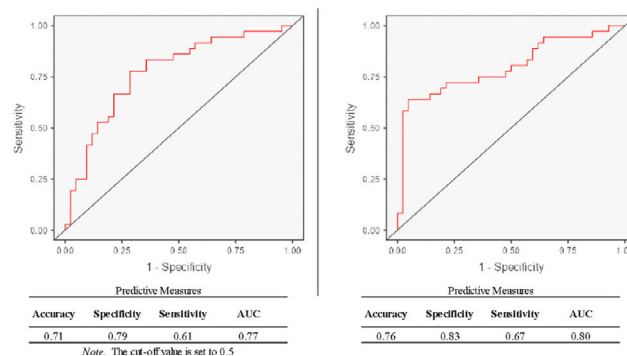 1.00
0.75
0.50
0.25
0.00
Sensitivity
0.00 0.25 0.50 0.75 1.00
1 - Specificity
Predictive Measures
Accuracy Specificity Sensitivity AUC
0.71 0.79 0.61 0.77
Note. The cut-off value is set to 0.5
1.00
0.75
0.50
0.25
0.00
Sensitivity
0.00 0.25 0.50 0.75 1.00
1 - Specificity
Predictive Measures
Accuracy Specificity Sensitivity AUC
0.76 0.83 0.67 0.80